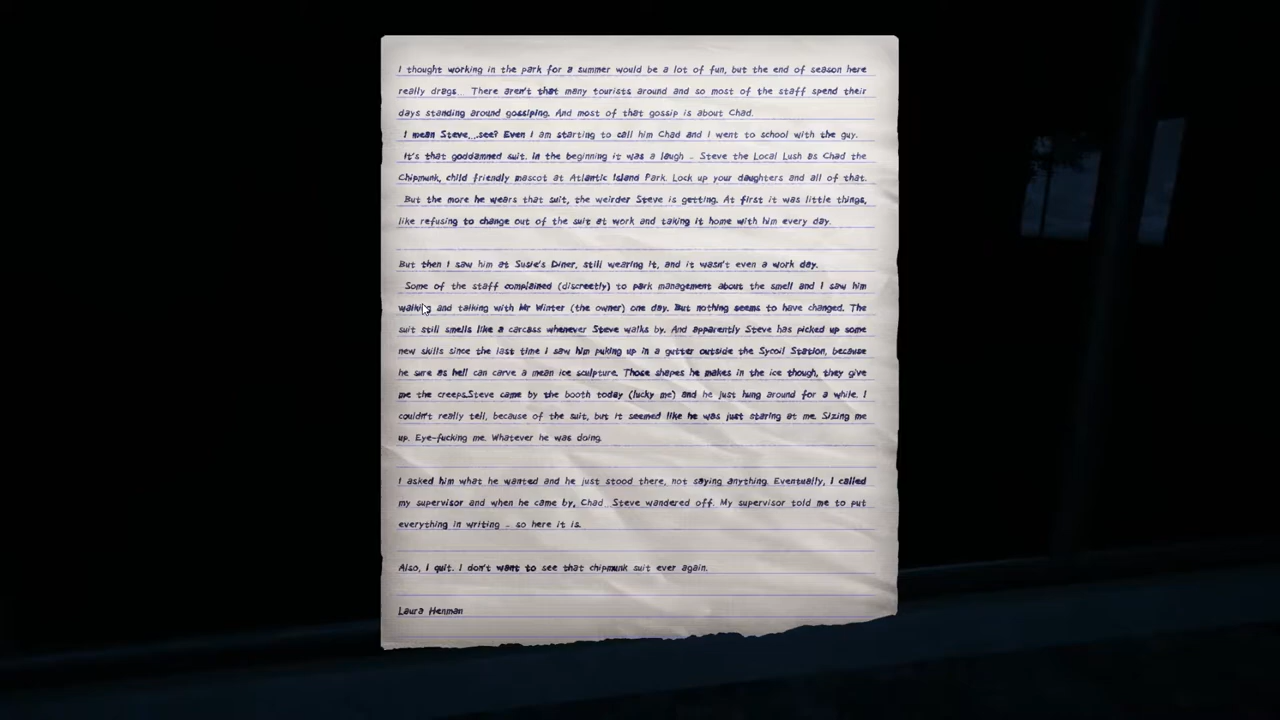 I thought working in the park for a summer would be a lot of fun, but the end of season here
really drags... There aren't that many tourists around and so most of the staff spend their
days standing around gossiping. And most of that gossip is about Chad.
I mean Steve...see? Even I am starting to call him Chad and I went to school with the guy.
It's that goddamned suit. In the beginning it was a laugh - Steve the Local Lush as Chad the
Chipmunk, child friendly mascot at Atlantic Island Park. Lock up your daughters and all of that.
But the more he wears that suit, the weirder Steve is getting. At first it was little things,
like refusing to change out of the suit at work and taking it home with him every day.
But then I saw him at Susie's Diner, still wearing it, and it wasn't even a work day.
Some of the staff complained (discreetly) to park management about the smell and I saw him
walking and talking with Mr Winter (the owner) one day. But nothing seems to have changed. The
suit still smells like a carcass whenever Steve walks by. And apparently Steve has picked up some
new skills since the last time I saw him puking up in a gutter outside the Sycoil Station, because
he sure as hell can carve a mean ice sculpture. Those shapes he makes in the ice though, they give
me the creeps.Steve came by the booth today (lucky me) and he just hung around for a while. I
couldn't really tell, because of the suit, but it seemed like he was just staring at me. Sizing me
up. Eye-fucking me. Whatever he was doing.
I asked him what he wanted and he just stood there, not saying anything. Eventually, I called
my supervisor and when he came by, Chad...Steve wandered off. My supervisor told me to put
everything in writing - so here it is.
Also, I quit. I don't want to see that chipmunk suit ever again.
Laura Henman